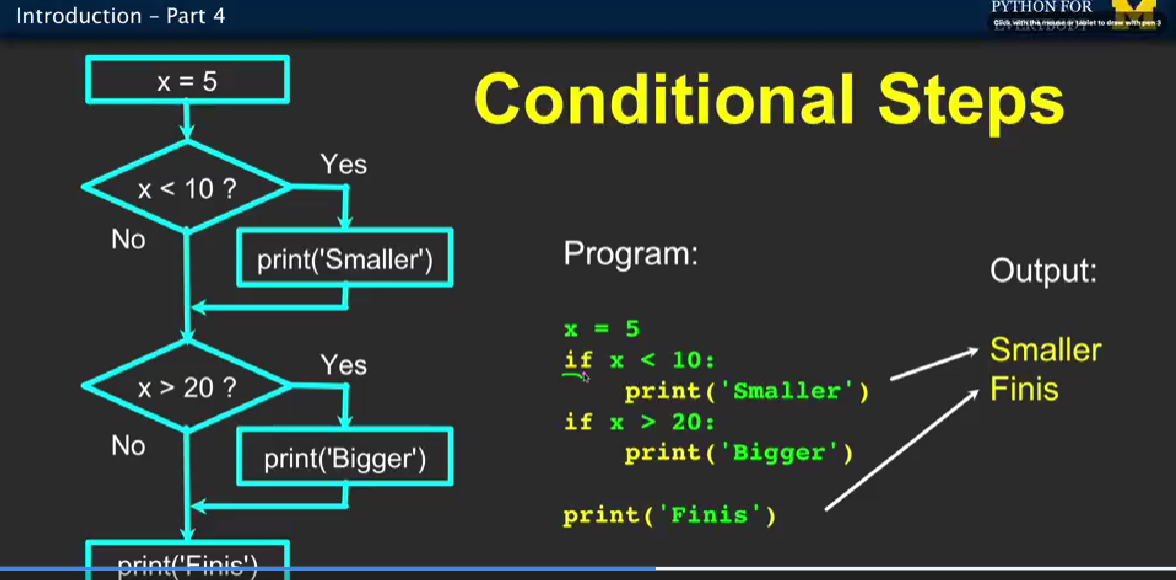 Introduction – Part 4
PYTHON FOR
EVERYBODY
Click with the mouse or tablet to draw with pen 3
Conditional Steps
x = 5
x < 10 ?
Yes
No
print('Smaller')
x > 20 ?
Yes
No
print('Bigger')
print('Finis')
Program:
x = 5
if x < 10:
    print('Smaller')
if x > 20:
    print('Bigger')
print('Finis')
Output:
Smaller
Finis